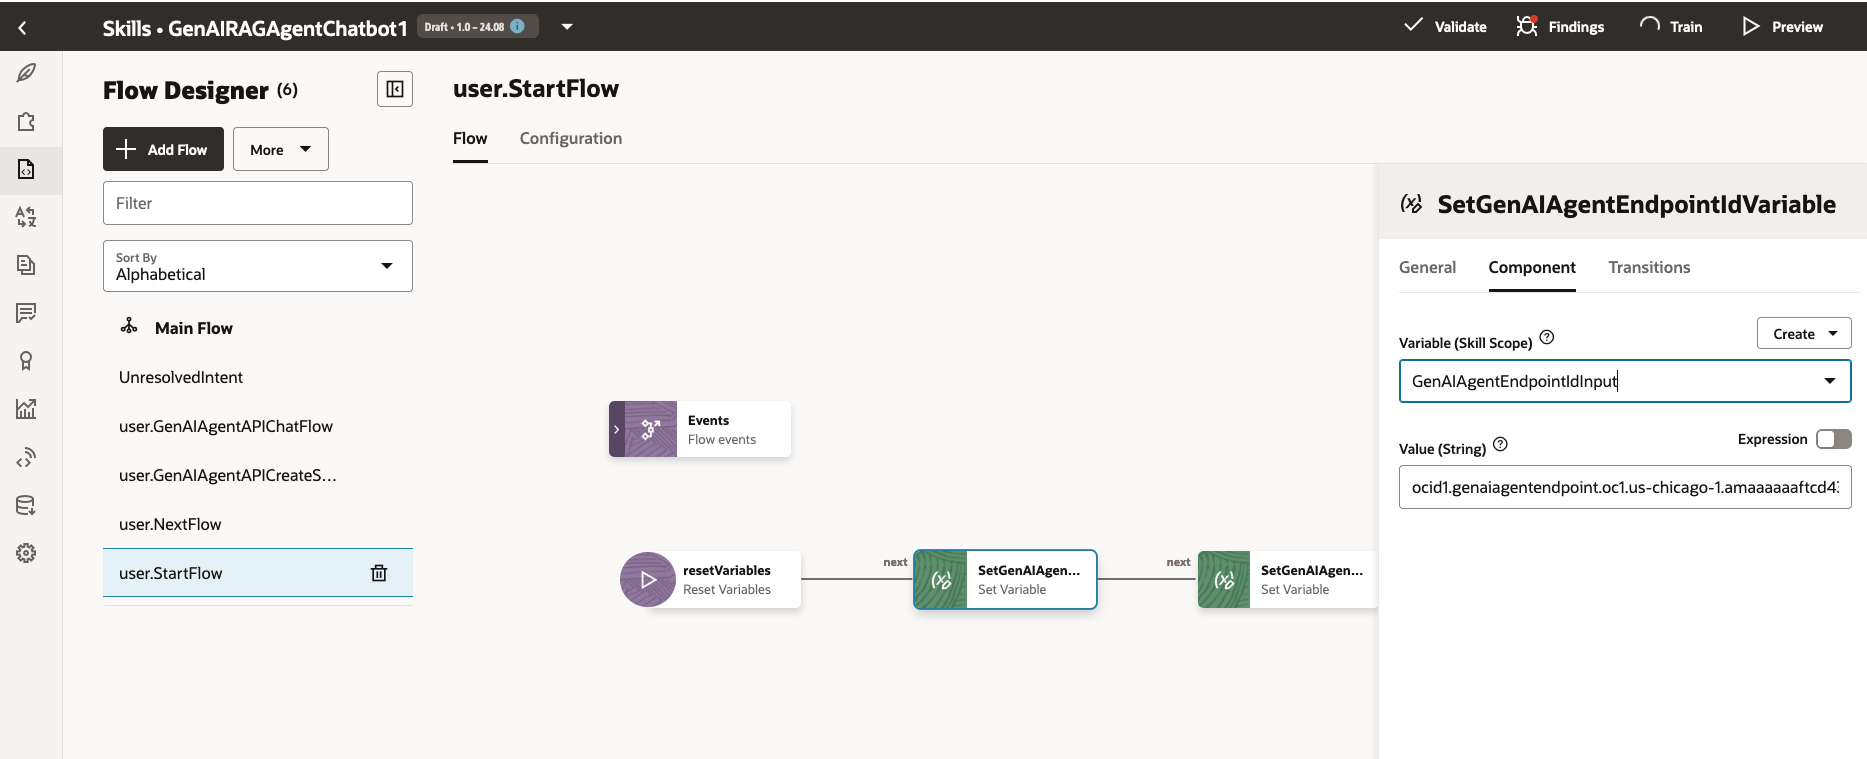 Skills • GenAIRAGAgentChatbot1 Draft • 1.0 – 24.08
Validate
Findings
Train
Preview
Flow Designer (6)
Add Flow
More
Filter
Sort By
Alphabetical
Main Flow
UnresolvedIntent
user.GenAIAgentAPIChatFlow
user.GenAIAgentAPICreateS...
user.NextFlow
user.StartFlow
user.StartFlow
Flow
Configuration
Events
Flow events
resetVariables
Reset Variables
next
SetGenAIAgen...
Set Variable
next
SetGenAIAgen...
Set Variable
SetGenAIAgentEndpointIdVariable
General
Component
Transitions
Variable (Skill Scope)
Create
GenAIAgentEndpointIdInput
Value (String)
Expression
ocid1.genaiagentendpoint.oc1.us-chicago-1.amaaaaaaftcd43